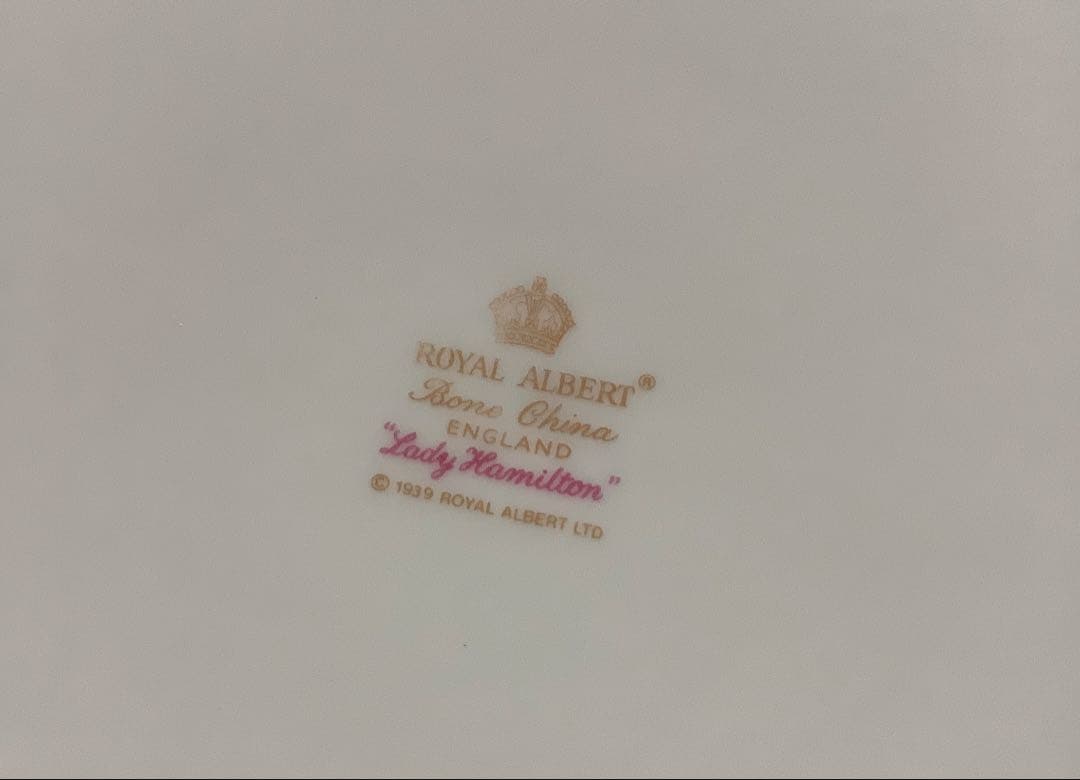 ROYAL ALBERT®
Bone China
ENGLAND
"Lady Hamilton"
© 1939 ROYAL ALBERT LTD